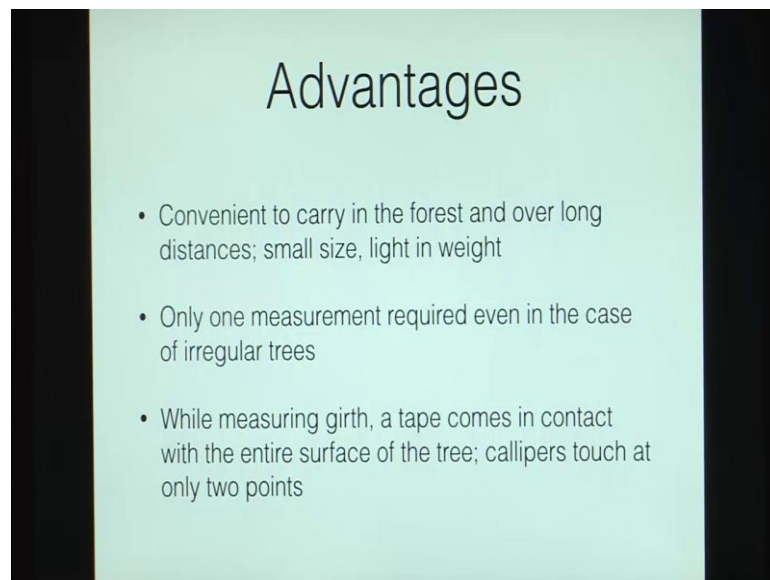 Advantages
• Convenient to carry in the forest and over long
distances; small size, light in weight
• Only one measurement required even in the case
of irregular trees
• While measuring girth, a tape comes in contact
with the entire surface of the tree; callipers touch at
only two points